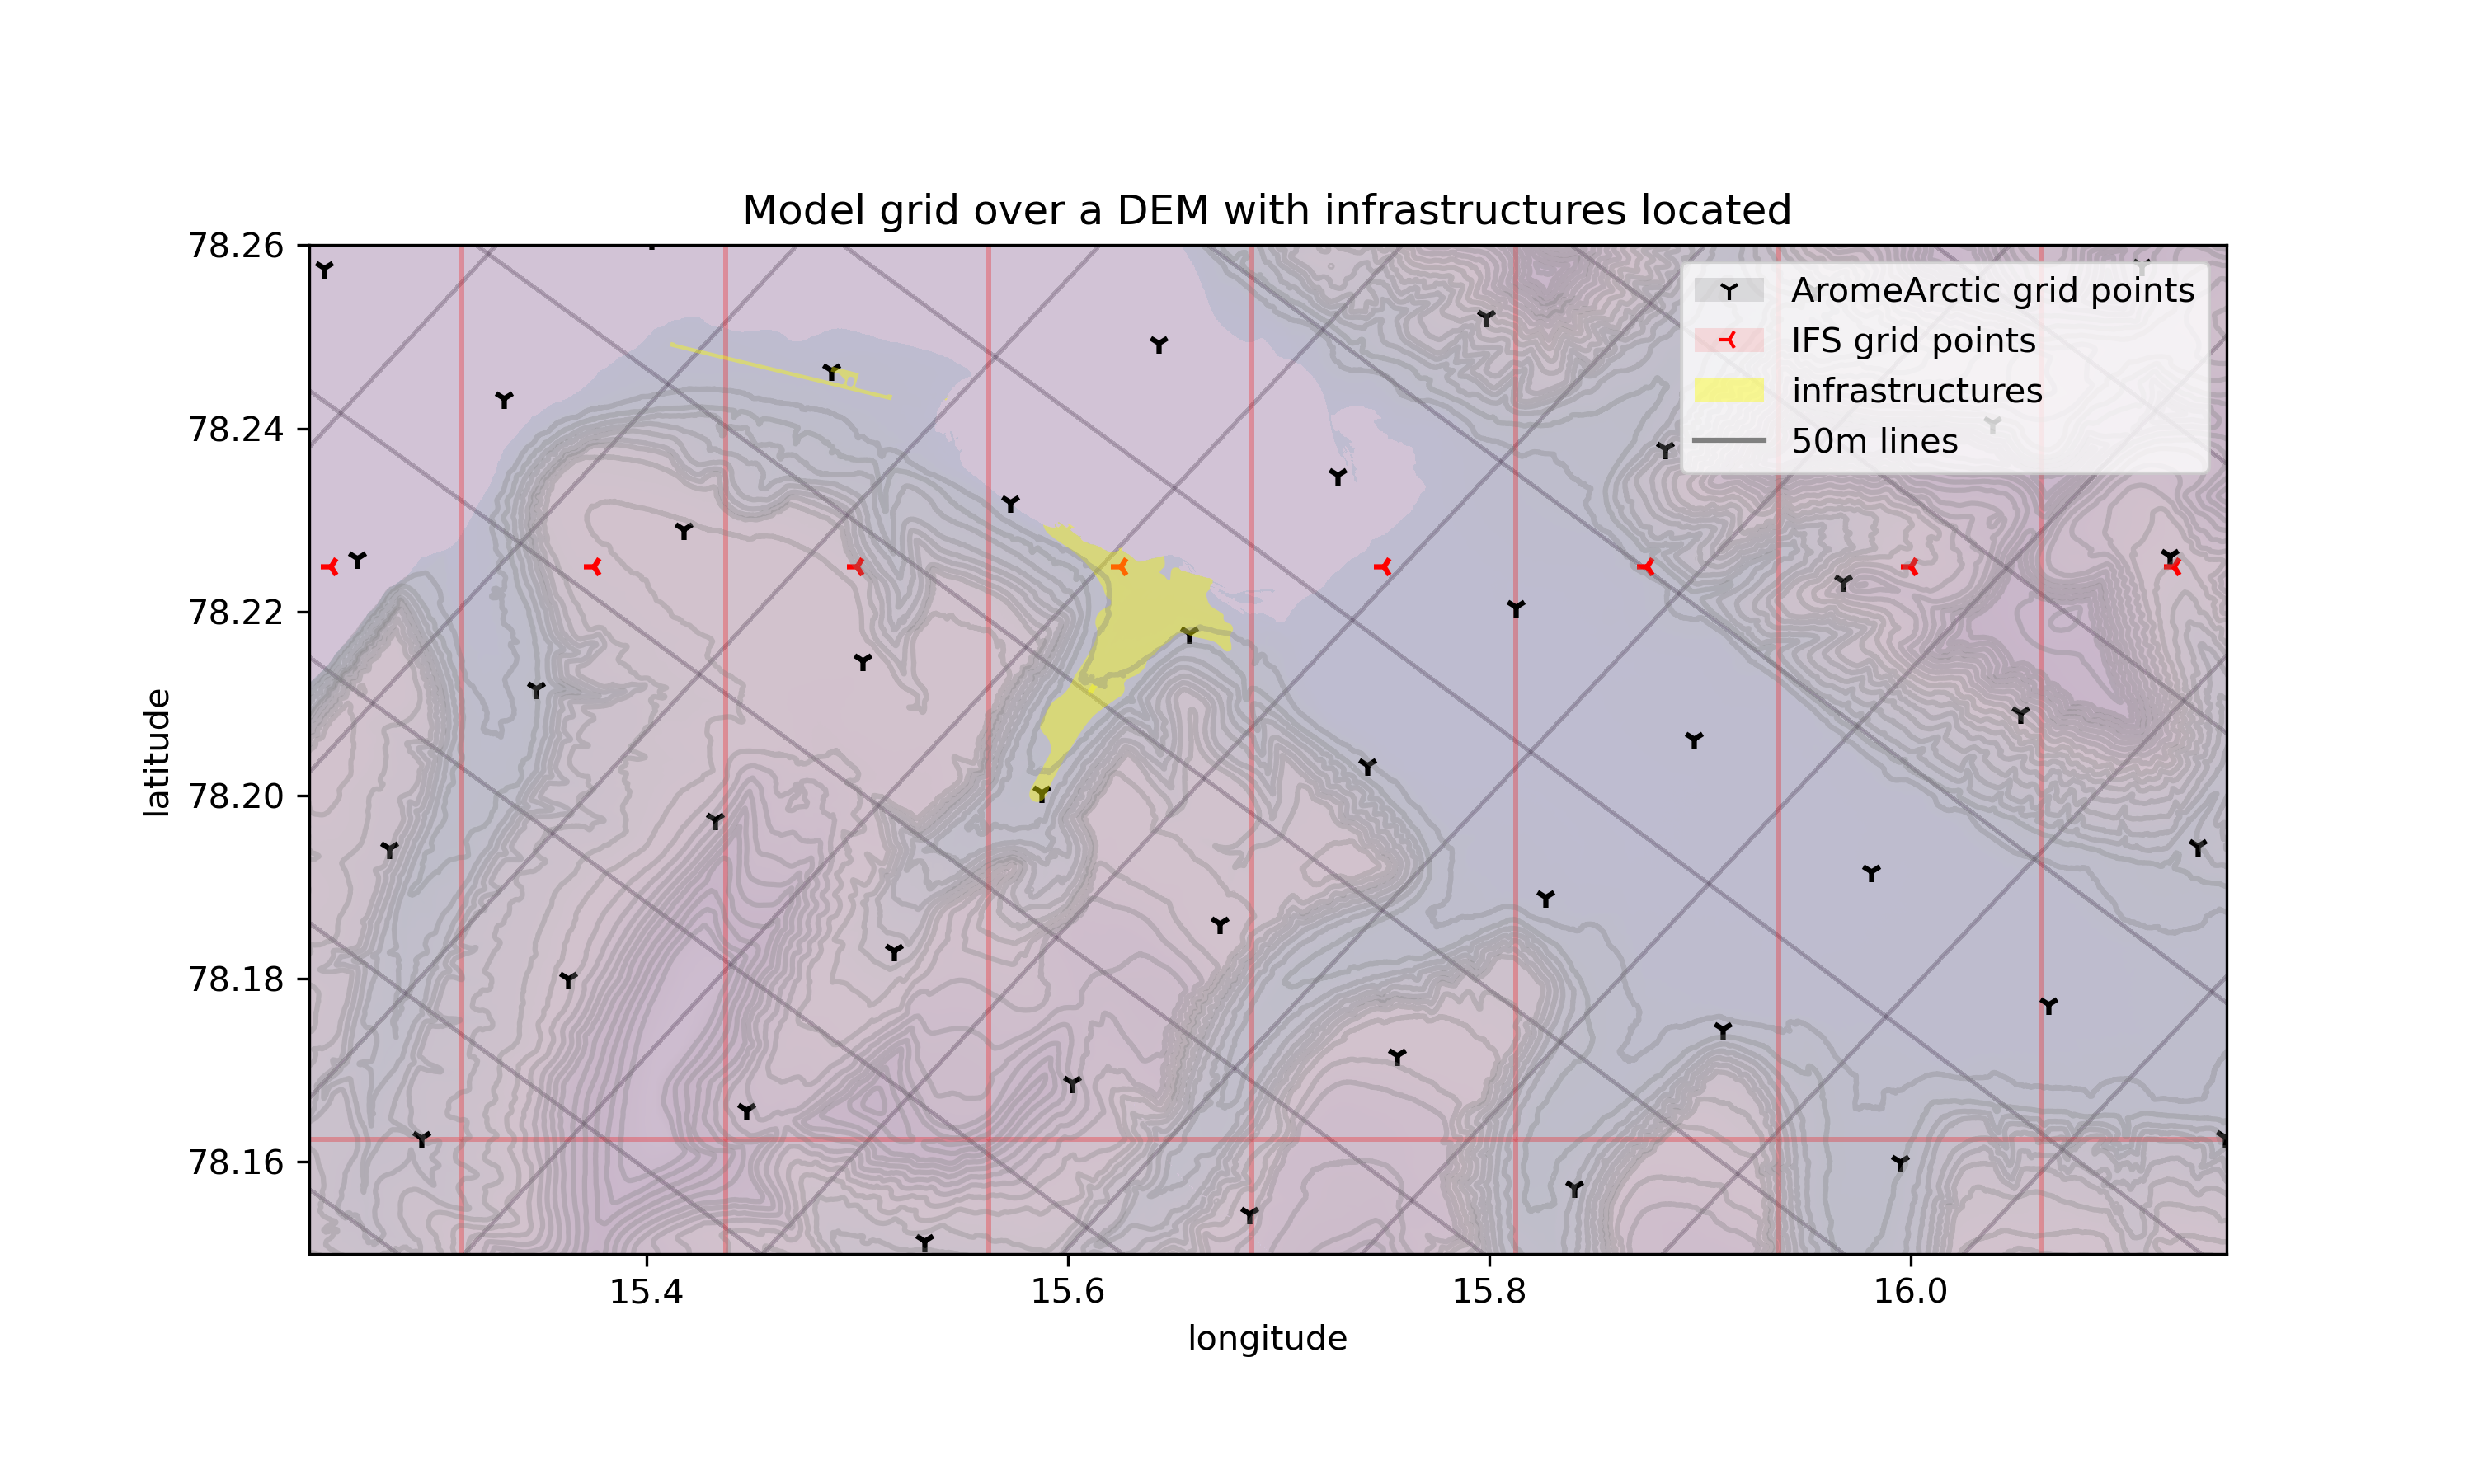 Model grid over a DEM with infrastructures located
78.26
78.24
78.22
78.20
78.18
78.16
latitude
AromeArctic grid points
IFS grid points
infrastructures
50m lines
15.4
15.6
15.8
16.0
longitude